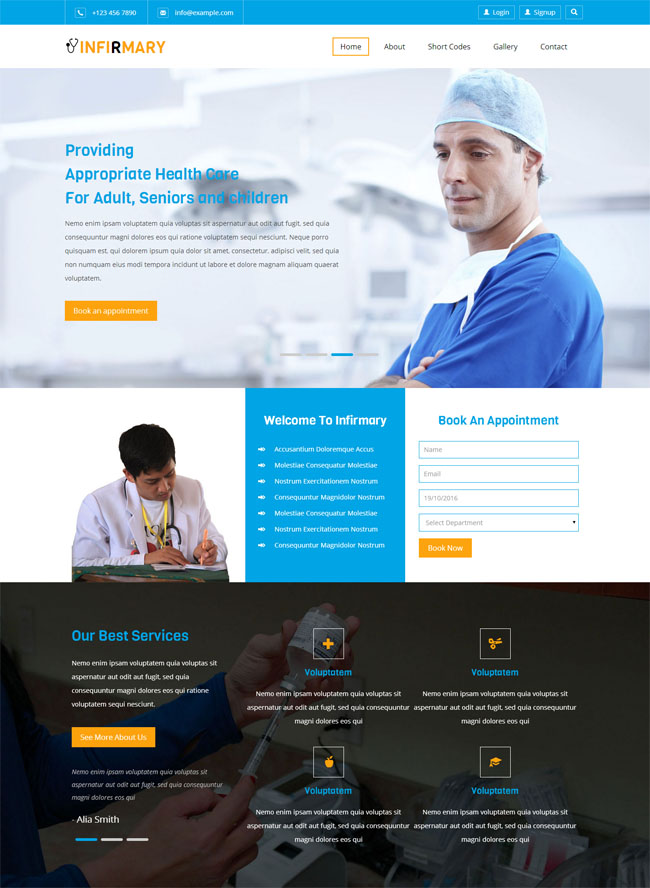 +123 456 7890
info@example.com
Login
Signup
INFIRMARY
Home
About
Short Codes
Gallery
Contact
Providing
Appropriate Health Care
For Adult, Seniors and children
Nemo enim ipsam voluptatem quia voluptas sit aspernatur aut odit aut fugit, sed quia
consequuntur magni dolores eos qui ratione voluptatem sequi nesciunt. Neque porro
quisquam est, qui dolorem ipsum quia dolor sit amet, consectetur, adipisci velit, sed quia
non numquam eius modi tempora incidunt ut labore et dolore magnam aliquam quaerat
voluptatem.
Book an appointment
Welcome To Infirmary
Accusantium Doloremque Accus
Molestiae Consequatur Molestiae
Nostrum Exercitationem Nostrum
Consequuntur Magnidolor Nostrum
Molestiae Consequatur Molestiae
Nostrum Exercitationem Nostrum
Consequuntur Magnidolor Nostrum
Book An Appointment
Name
Email
19/10/2016
Select Department
Book Now
Our Best Services
Nemo enim ipsam voluptatem quia voluptas sit
aspernatur aut odit aut fugit, sed quia
consequuntur magni dolores eos qui ratione
voluptatem sequi nesciunt.
See More About Us
Nemo enim ipsam voluptatem quia voluptas sit
aspernatur aut odit aut fugit, sed quia consequuntur
magni dolores eos qui
- Alia Smith
Voluptatem
Nemo enim ipsam voluptatem quia voluptas sit
aspernatur aut odit aut fugit, sed quia consequuntur
magni dolores eos qui
Voluptatem
Nemo enim ipsam voluptatem quia voluptas sit
aspernatur aut odit aut fugit, sed quia consequuntur
magni dolores eos qui
Voluptatem
Nemo enim ipsam voluptatem quia voluptas sit
aspernatur aut odit aut fugit, sed quia consequuntur
magni dolores eos qui
Voluptatem
Nemo enim ipsam voluptatem quia voluptas sit
aspernatur aut odit aut fugit, sed quia consequuntur
magni dolores eos qui